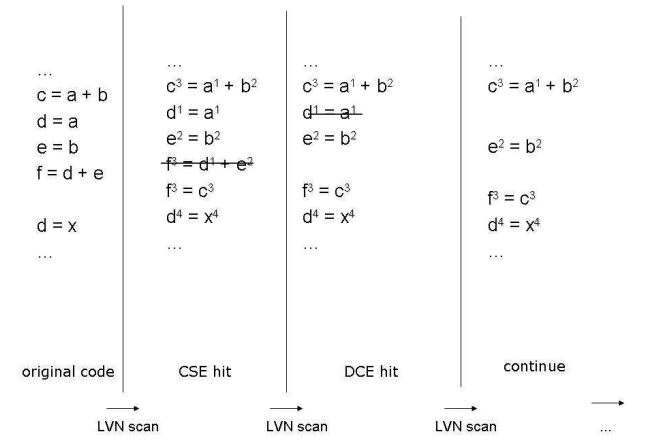 ...
c = a + b
d = a
e = b
f = d + e
d = x
...
original code
...
c³ = a¹ + b²
d¹ = a¹
e² = b²
f³ = d¹ + e²
f³ = c³
d⁴ = x⁴
...
CSE hit
...
c³ = a¹ + b²
d¹ = a¹
e² = b²
f³ = c³
d⁴ = x⁴
...
DCE hit
...
c³ = a¹ + b²
e² = b²
f³ = c³
d⁴ = x⁴
...
continue
LVN scan
LVN scan
LVN scan
...